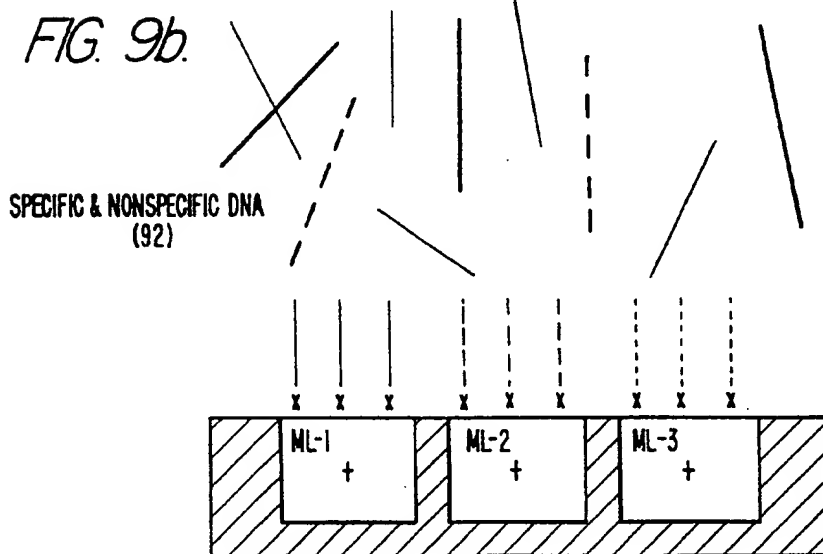 FIG. 9b.
SPECIFIC & NONSPECIFIC DNA
(92)
x x x x x x x x x
ML-1 ML-2 ML-3
+ + +